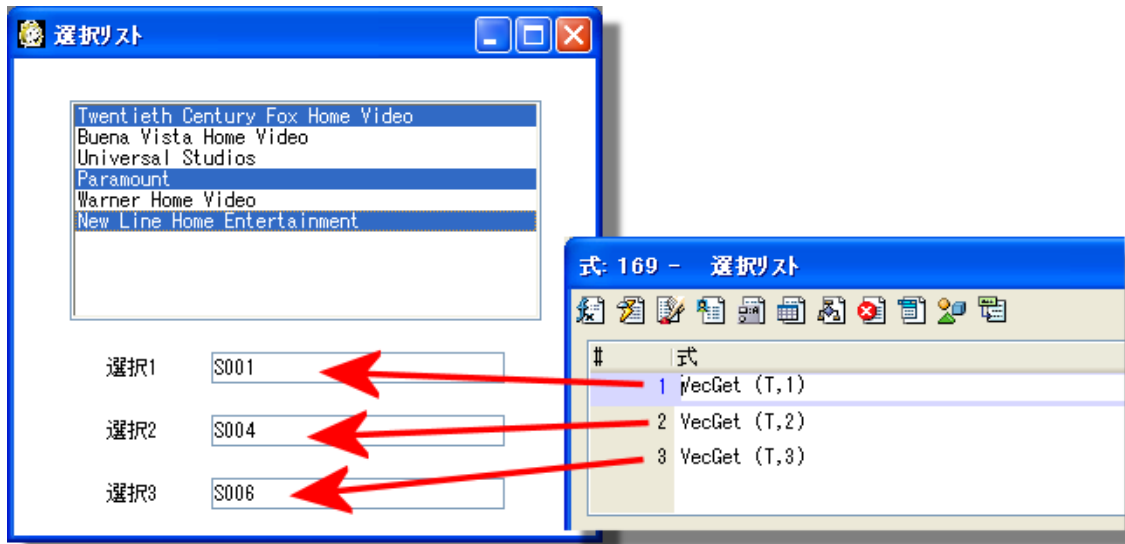 選択リスト
Twentieth Century Fox Home Video
Buena Vista Home Video
Universal Studios
Paramount
Warner Home Video
New Line Home Entertainment
選択1 S001
選択2 S004
選択3 S006
式: 169 - 選択リスト
# 式
1 VecGet (T,1)
2 VecGet (T,2)
3 VecGet (T,3)